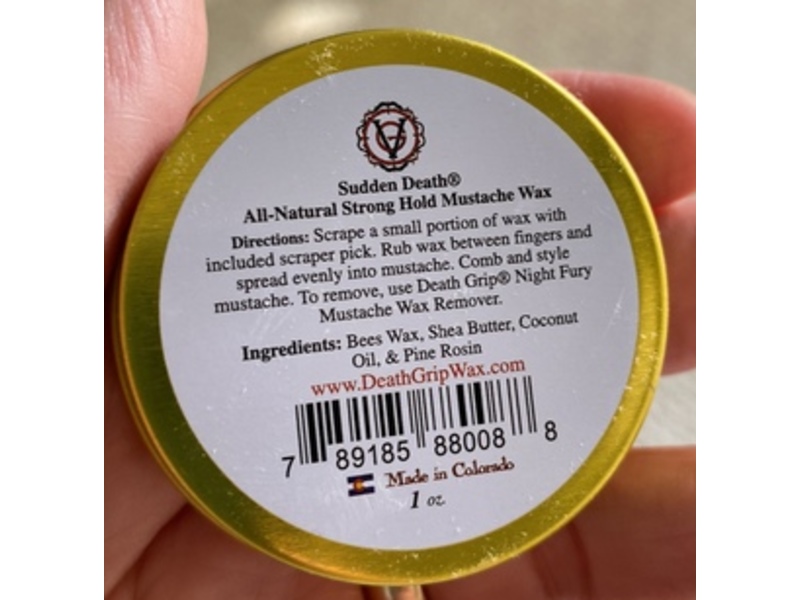 VG
Sudden Death®
All-Natural Strong Hold Mustache Wax
Directions: Scrape a small portion of wax with
included scraper pick. Rub wax between fingers and
spread evenly into mustache. Comb and style
mustache. To remove, use Death Grip® Night Fury
Mustache Wax Remover.
Ingredients: Bees Wax, Shea Butter, Coconut
Oil, & Pine Rosin
www.DeathGripWax.com
7 89185 88008 8
Made in Colorado
1 oz.